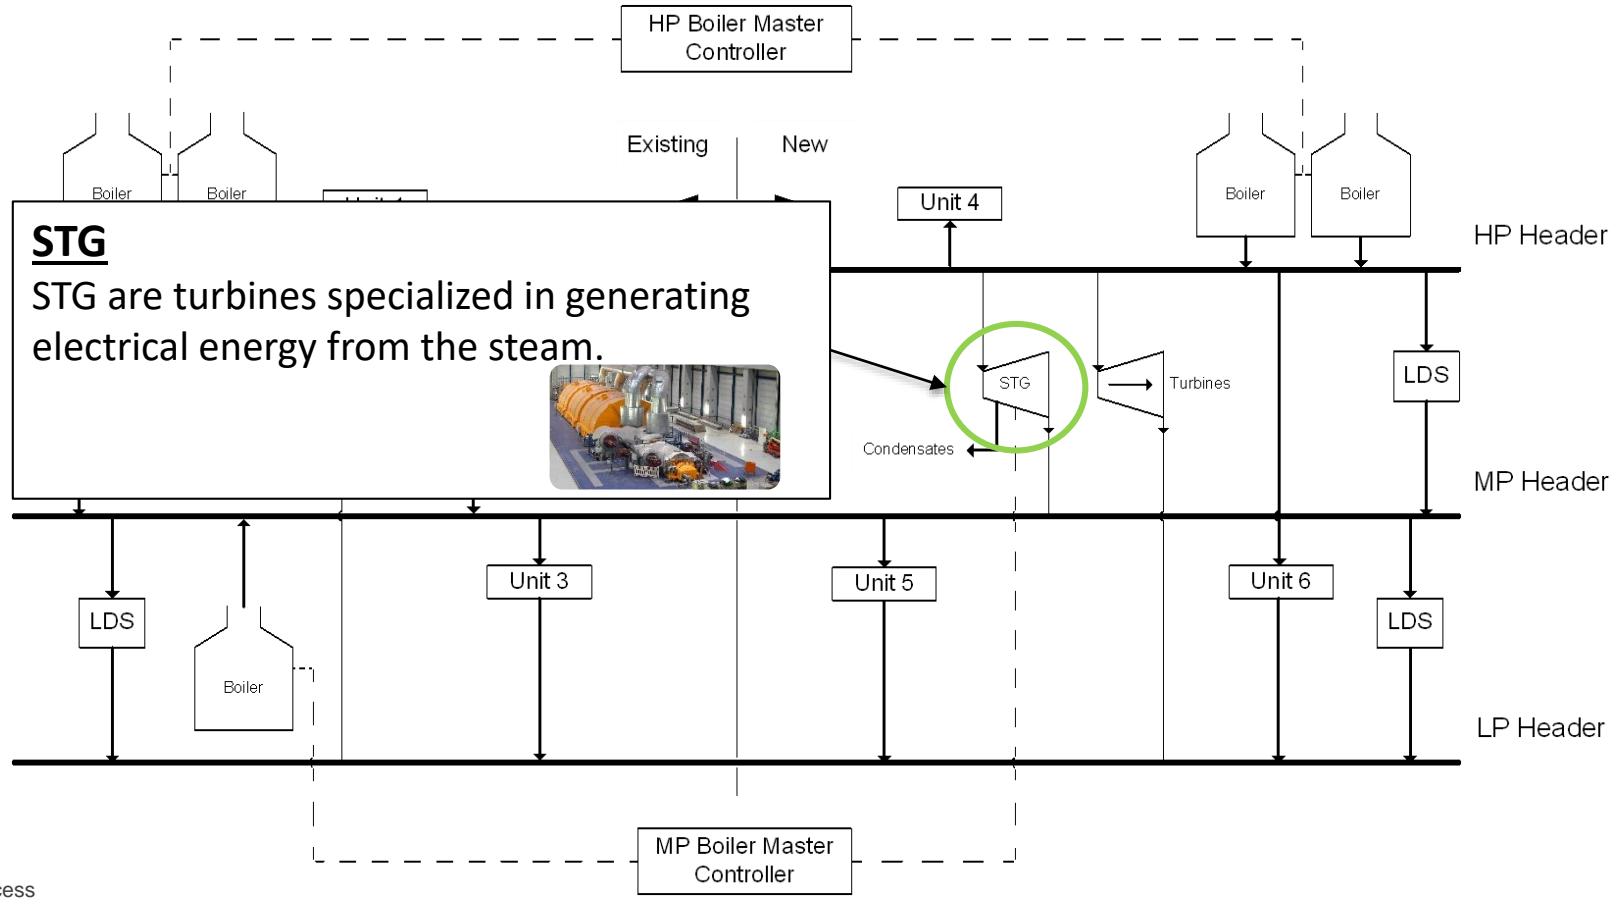 HP Boiler Master
Controller
Existing
New
Boiler
Boiler
Unit 4
Boiler
Boiler
HP Header
STG
STG are turbines specialized in generating
electrical energy from the steam.
STG
Turbines
LDS
Condensates
MP Header
Unit 3
Unit 5
Unit 6
LDS
LDS
Boiler
LP Header
MP Boiler Master
Controller